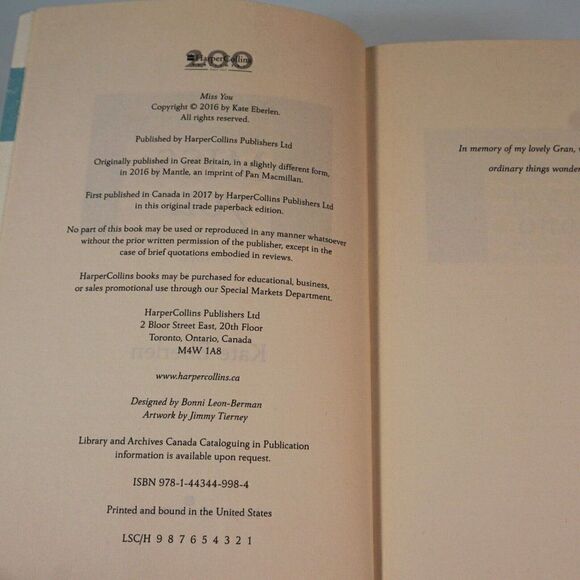 200
HarperCollins
Miss You
Copyright © 2016 by Kate Eberlen.
All rights reserved.
Published by HarperCollins Publishers Ltd
Originally published in Great Britain, in a slightly different form,
in 2016 by Mantle, an imprint of Pan Macmillan.
First published in Canada in 2017 by HarperCollins Publishers Ltd
in this original trade paperback edition.
No part of this book may be used or reproduced in any manner whatsoever
without the prior written permission of the publisher, except in the
case of brief quotations embodied in reviews.
HarperCollins books may be purchased for educational, business,
or sales promotional use through our Special Markets Department.
HarperCollins Publishers Ltd
2 Bloor Street East, 20th Floor
Toronto, Ontario, Canada
M4W 1A8
www.harpercollins.ca
Designed by Bonni Leon-Berman
Artwork by Jimmy Tierney
Library and Archives Canada Cataloguing in Publication
information is available upon request.
ISBN 978-1-44344-998-4
Printed and bound in the United States
LSC/H 9 8 7 6 5 4 3 2 1
In memory of my lovely Gran,
ordinary things wonder